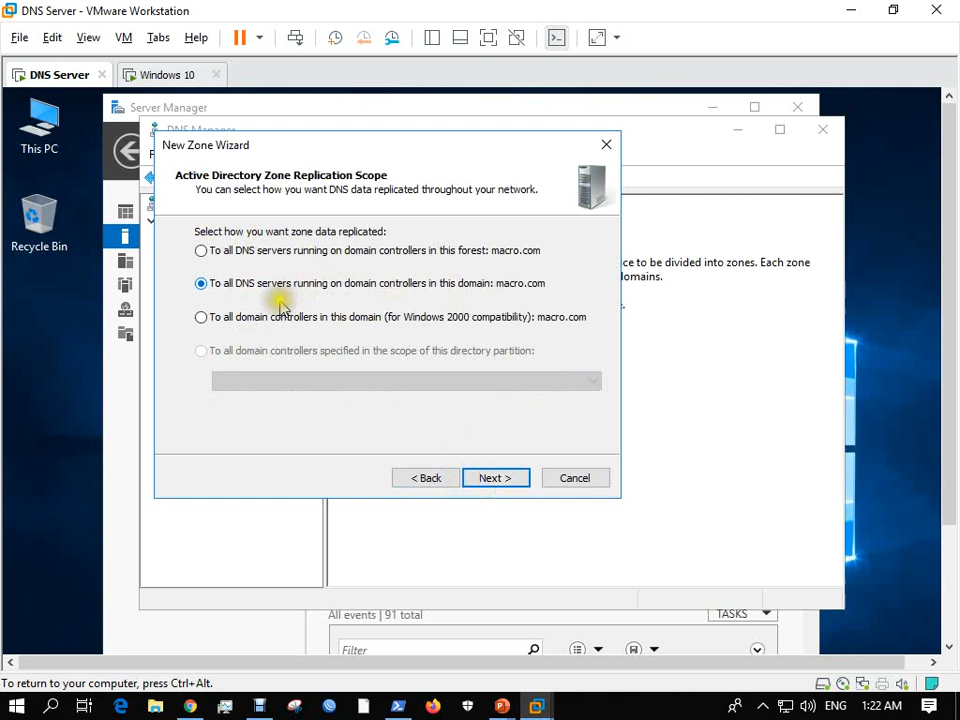 DNS Server - VMware Workstation
File Edit View VM Tabs Help
DNS Server Windows 10
This PC
Recycle Bin
Server Manager
DNS Manager
New Zone Wizard
Active Directory Zone Replication Scope
You can select how you want DNS data replicated throughout your network.
Select how you want zone data replicated:
To all DNS servers running on domain controllers in this forest: macro.com
To all DNS servers running on domain controllers in this domain: macro.com
To all domain controllers in this domain (for Windows 2000 compatibility): macro.com
To all domain controllers specified in the scope of this directory partition:
< Back Next > Cancel
ce to be divided into zones. Each zone
domains.
All events | 91 total TASKS
Filter
To return to your computer, press Ctrl+Alt.
ENG 1:22 AM